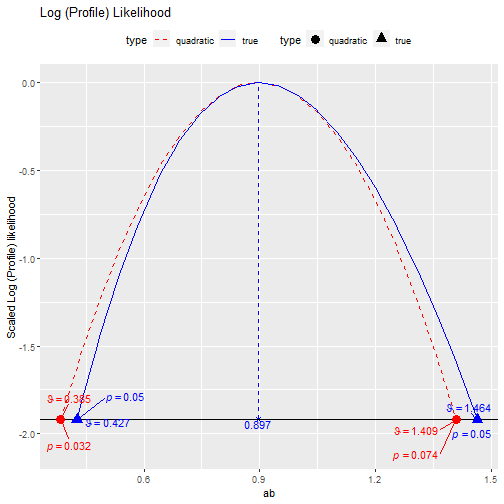 Log (Profile) Likelihood
type quadratic true type quadratic true
Scaled Log (Profile) likelihood
0.0
-0.5
-1.0
-1.5
-2.0
ϑ = 0.385
p = 0.05
ϑ = 0.427
p = 0.032
0.897
ϑ = 1.464
ϑ = 1.409
p = 0.05
p = 0.074
0.6 0.9 1.2 1.5
ab